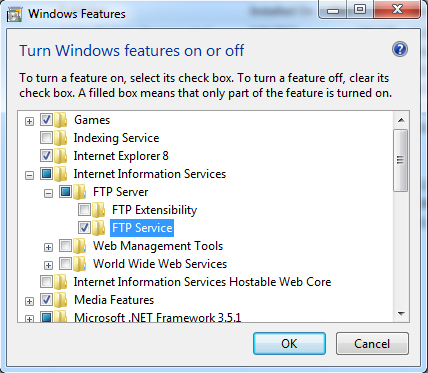 Windows Features
Turn Windows features on or off
To turn a feature on, select its check box. To turn a feature off, clear its
check box. A filled box means that only part of the feature is turned on.
Games
Indexing Service
Internet Explorer 8
Internet Information Services
FTP Server
FTP Extensibility
FTP Service
Web Management Tools
World Wide Web Services
Internet Information Services Hostable Web Core
Media Features
Microsoft .NET Framework 3.5.1
OK
Cancel